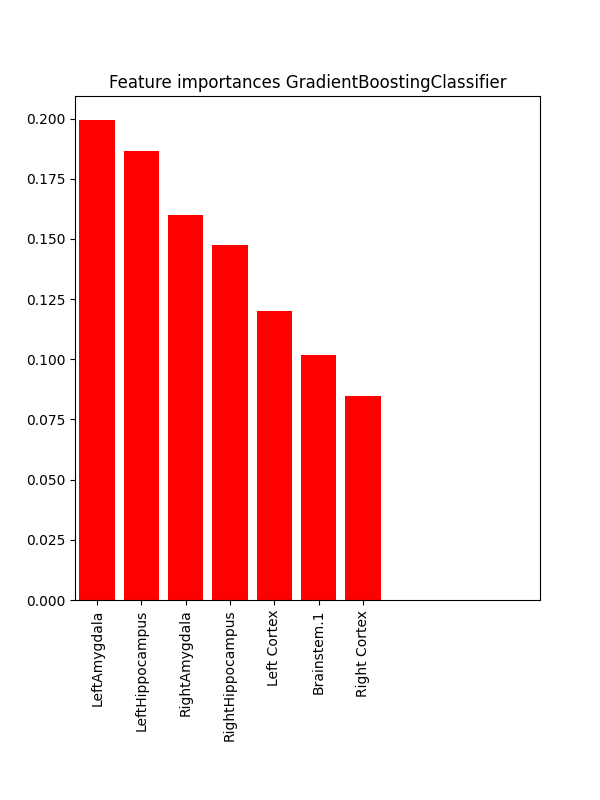 Feature importances GradientBoostingClassifier
0.200
0.175
0.150
0.125
0.100
0.075
0.050
0.025
0.000
LeftAmygdala
LeftHippocampus
RightAmygdala
RightHippocampus
Left Cortex
Brainstem.1
Right Cortex